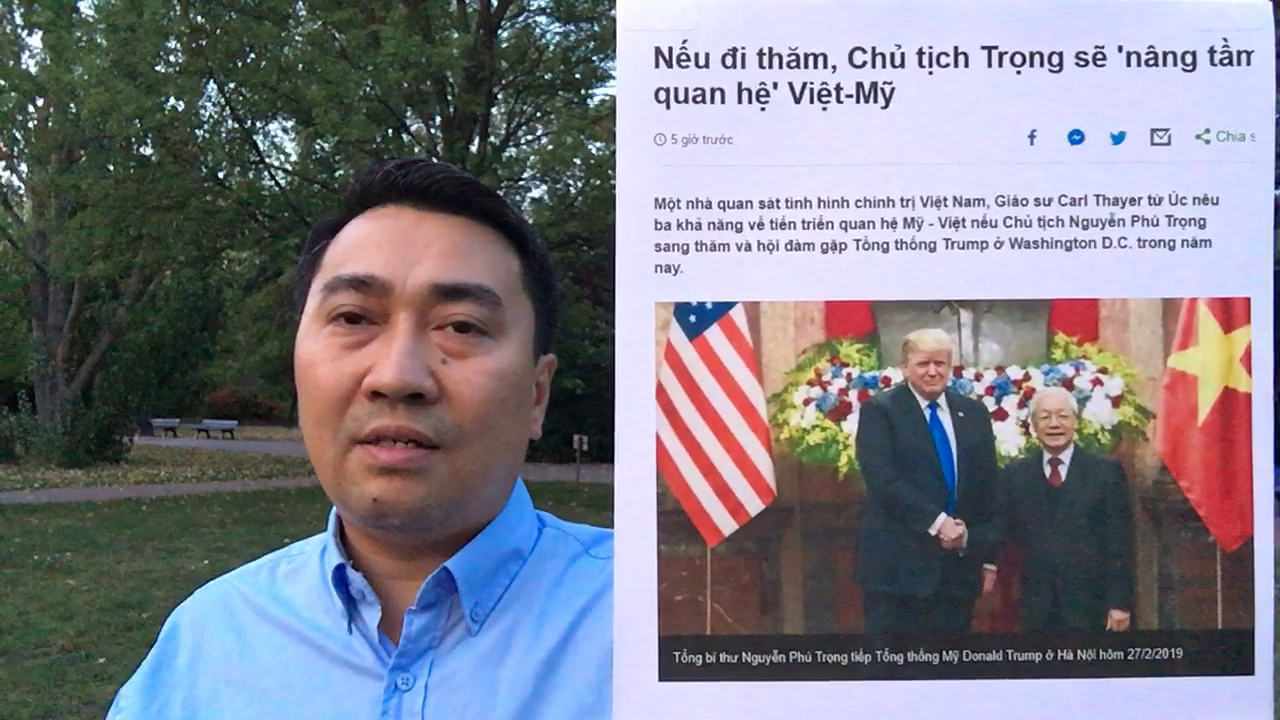 Nếu đi thăm, Chủ tịch Trọng sẽ 'nâng tầm
quan hệ' Việt-Mỹ
5 giờ trước
Chia s
Một nhà quan sát tình hình chính trị Việt Nam, Giáo sư Carl Thayer từ Úc nêu
ba khả năng về tiến triển quan hệ Mỹ - Việt nếu Chủ tịch Nguyễn Phú Trọng
sang thăm và hội đàm gặp Tổng thống Trump ở Washington D.C. trong năm
nay.
Tổng bí thư Nguyễn Phú Trọng tiếp Tổng thống Mỹ Donald Trump ở Hà Nội hôm 27/2/2019